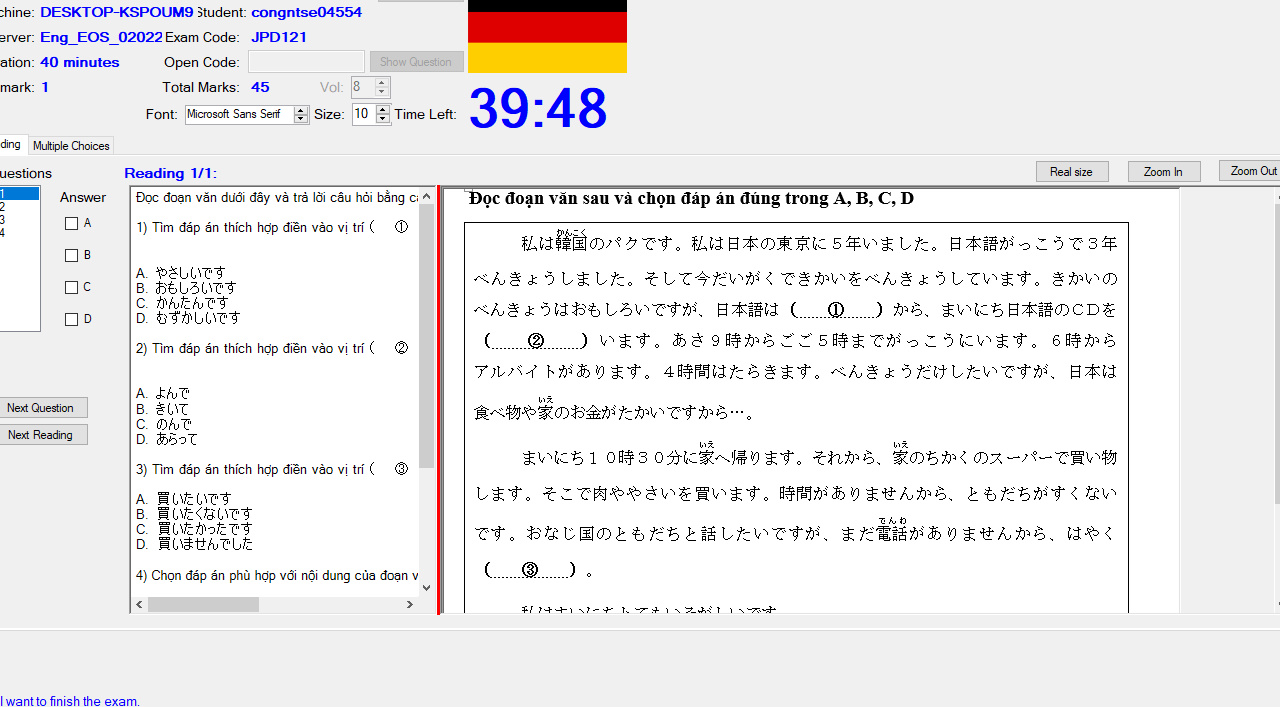 chine: DESKTOP-KSPOUM9 Student: congntse04554
erver: Eng_EOS_02022 Exam Code: JPD121
ation: 40 minutes Open Code: Show Question
mark: 1 Total Marks: 45 Vol: 8
Font: Microsoft Sans Serif Size: 10 Time Left: 39:48
ding Multiple Choices
uestions
1
2
3
4
Answer
A
B
C
D
Next Question
Next Reading
Reading 1/1:
Real size Zoom In Zoom Out
Đọc đoạn văn dưới đây và trả lời câu hỏi bằng c
1) Tìm đáp án thích hợp điền vào vị trí ( ①
A. やさしいです
B. おもしろいです
C. かんたんです
D. むずかしいです
2) Tìm đáp án thích hợp điền vào vị trí ( ②
A. よんで
B. きいて
C. のんで
D. あらって
3) Tìm đáp án thích hợp điền vào vị trí ( ③
A. 買いたいです
B. 買いたくないです
C. 買いたかったです
D. 買いませんでした
4) Chọn đáp án phù hợp với nội dung của đoạn v
Đọc đoạn văn sau và chọn đáp án đúng trong A, B, C, D
かんこく
私は韓国のパクです。私は日本の東京に５年いました。日本語がっこうで３年
べんきょうしました。そして今だいがくできかいをべんきょうしています。きかいの
べんきょうはおもしろいですが、日本語は（......①......）から、まいにち日本語のＣＤを
（......②......）います。あさ９時からごご５時までがっこうにいます。６時から
アルバイトがあります。４時間はたらきます。べんきょうだけしたいですが、日本は
いえ
食べ物や家のお金がたかいですから…。
いえ いえ
まいにち１０時３０分に家へ帰ります。それから、家のちかくのスーパーで買い物
します。そこで肉ややさいを買います。時間がありませんから、ともだちがすくない
でんわ
です。おなじ国のともだちと話したいですが、まだ電話がありませんから、はやく
（......③......）。
私はまいにちとてもいそがしいです
I want to finish the exam.